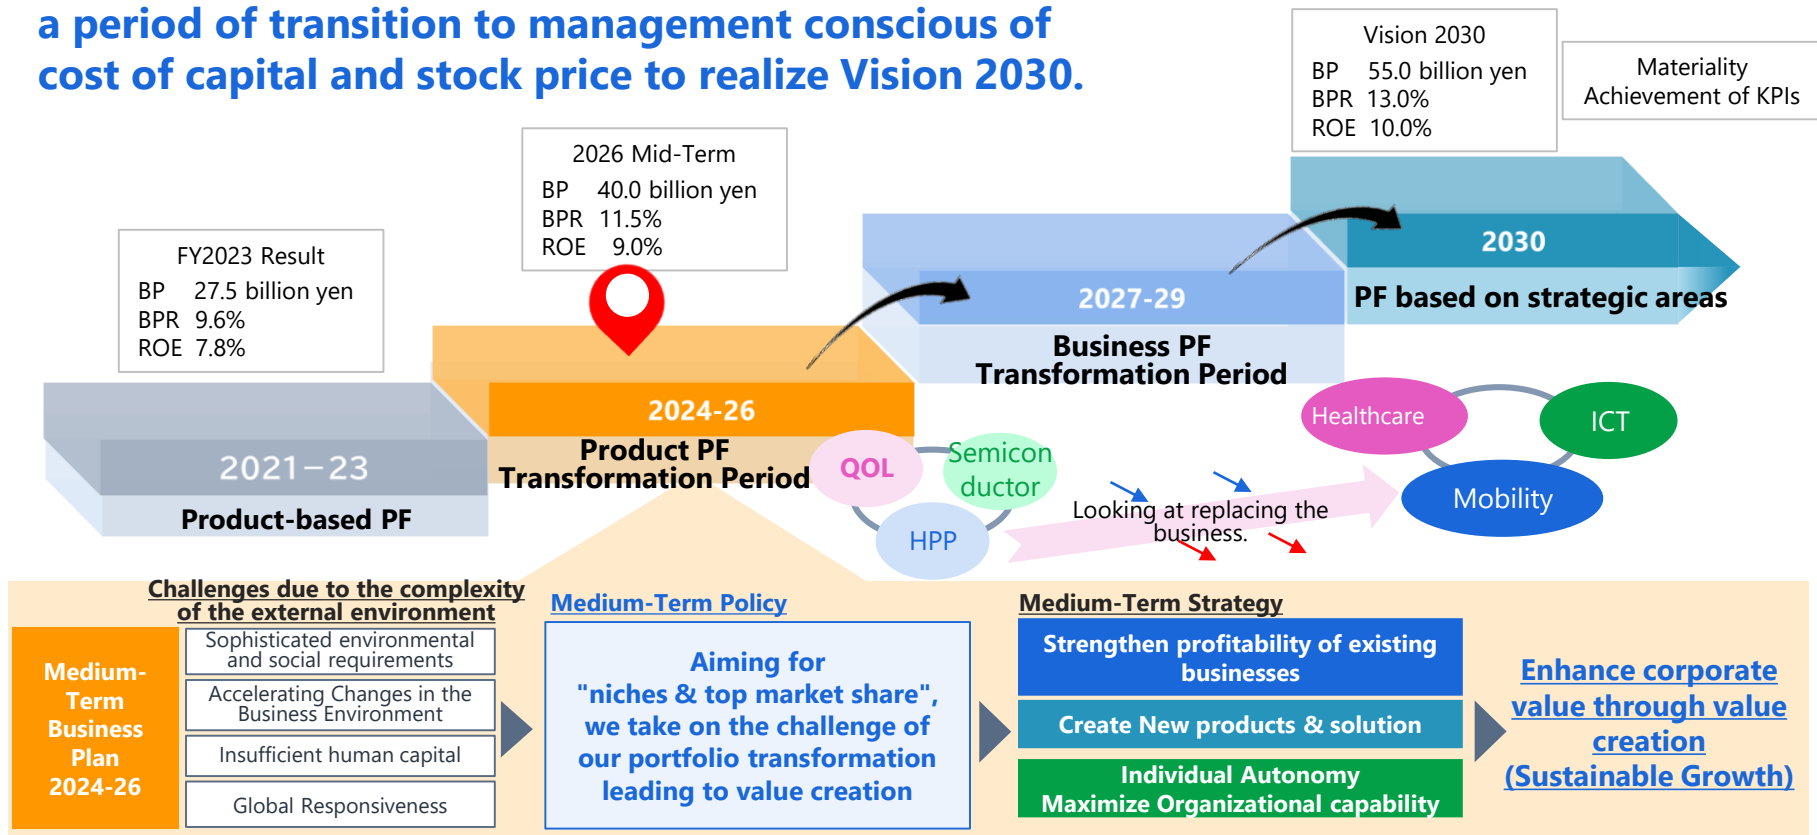 a period of transition to management conscious of
cost of capital and stock price to realize Vision 2030.
Vision 2030
BP 55.0 billion yen
BPR 13.0%
ROE 10.0%
Materiality
Achievement of KPIs
2026 Mid-Term
BP 40.0 billion yen
BPR 11.5%
ROE 9.0%
FY2023 Result
BP 27.5 billion yen
BPR 9.6%
ROE 7.8%
2030
PF based on strategic areas
2027-29
Business PF
Transformation Period
2024-26
Product PF
Transformation Period
2021－23
Product-based PF
QOL
Semicon
ductor
HPP
Looking at replacing the
business.
Healthcare
ICT
Mobility
Medium-
Term
Business
Plan
2024-26
Challenges due to the complexity
of the external environment
Sophisticated environmental
and social requirements
Accelerating Changes in the
Business Environment
Insufficient human capital
Global Responsiveness
Medium-Term Policy
Aiming for
"niches & top market share",
we take on the challenge of
our portfolio transformation
leading to value creation
Medium-Term Strategy
Strengthen profitability of existing
businesses
Create New products & solution
Individual Autonomy
Maximize Organizational capability
Enhance corporate
value through value
creation
(Sustainable Growth)